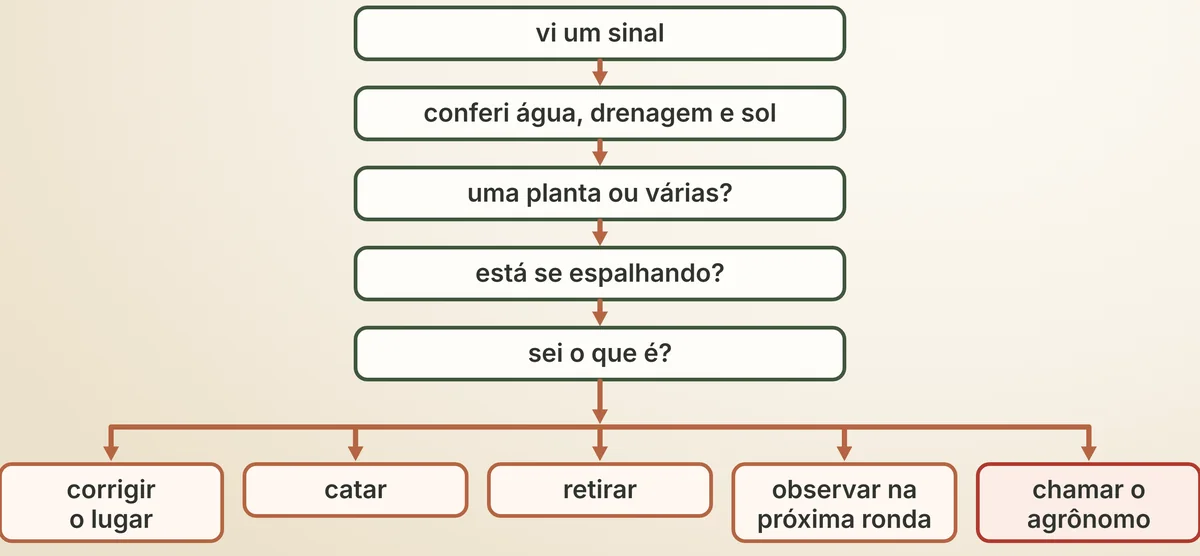 vi um sinal
conferi água, drenagem e sol
uma planta ou várias?
está se espalhando?
sei o que é?
corrigir
o lugar
catar
retirar
observar na
próxima ronda
chamar o
agrônomo